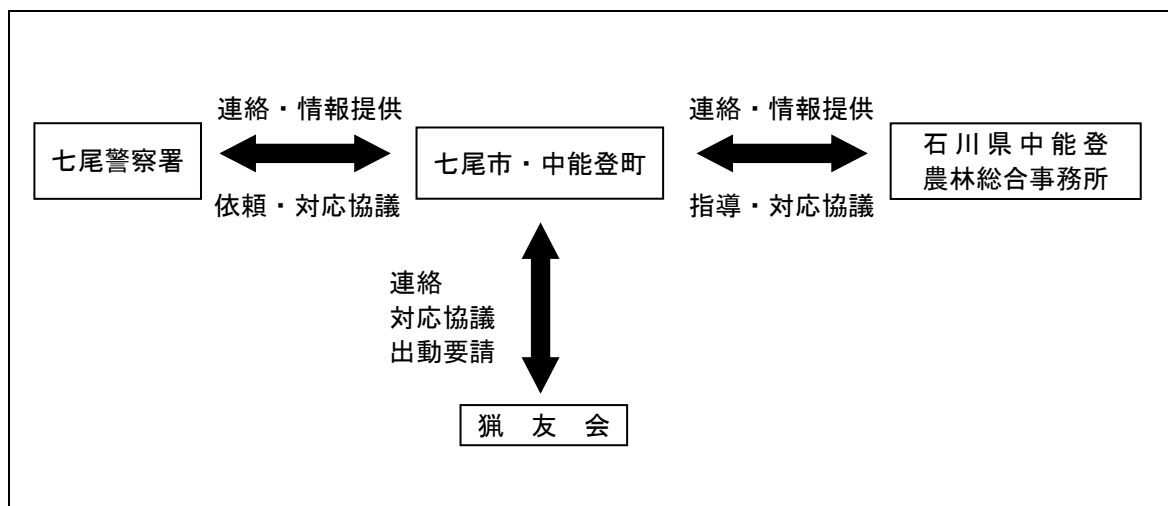 連絡・情報提供
連絡・情報提供
七尾警察署
七尾市・中能登町
石川県中能登
農林総合事務所
依頼・対応協議
指導・対応協議
連絡
対応協議
出動要請
猟友会